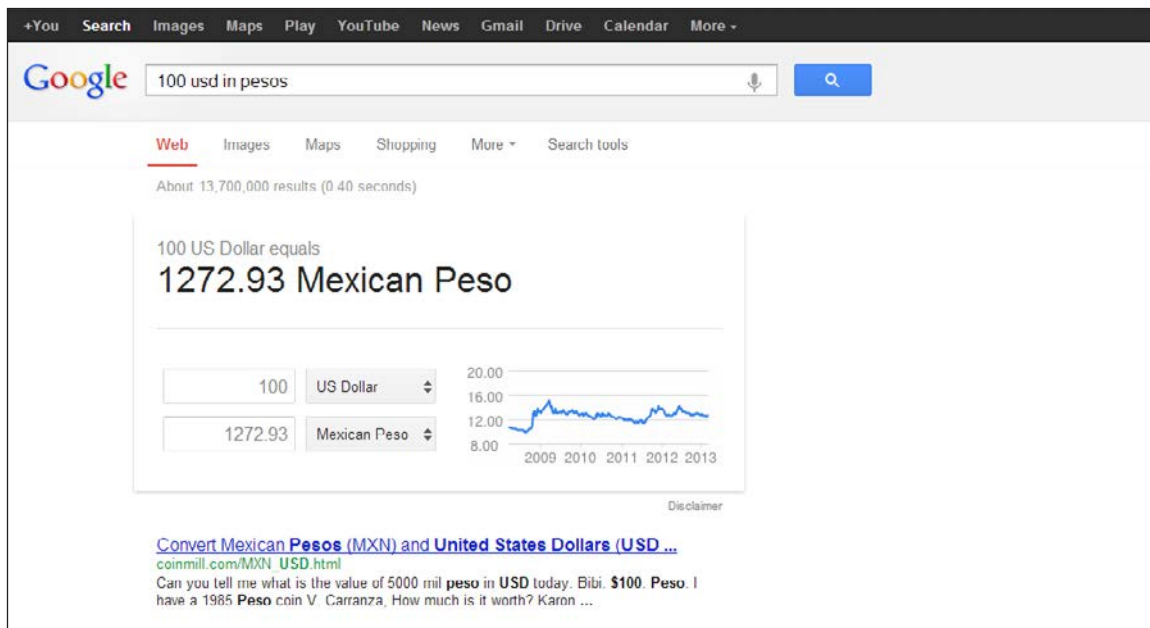 +You Search Images Maps Play YouTube News Gmail Drive Calendar More
Google 100 usd in pesos
Web Images Maps Shopping More Search tools
About 13,700,000 results (0.40 seconds)
100 US Dollar equals
1272.93 Mexican Peso
100 US Dollar
1272.93 Mexican Peso
20.00
16.00
12.00
8.00
2009 2010 2011 2012 2013
Disclaimer
Convert Mexican Pesos (MXN) and United States Dollars (USD ...
coinmill.com/MXN_USD.html
Can you tell me what is the value of 5000 mil peso in USD today. Bibi. $100. Peso. I
have a 1985 Peso coin V. Carranza, How much is it worth? Karon ...